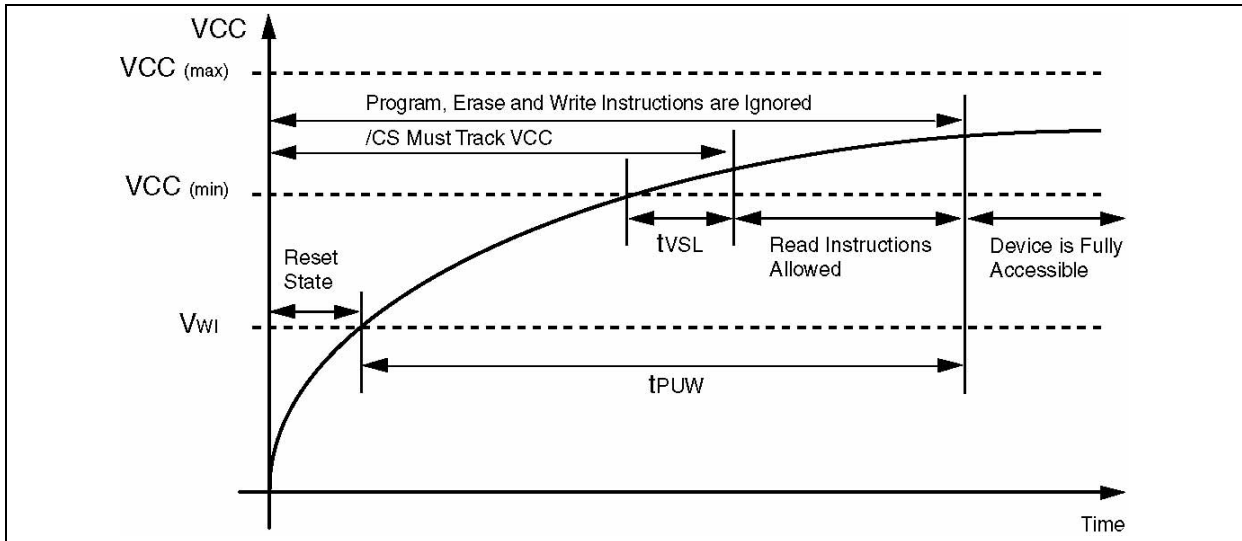 VCC
VCC (max)
Program, Erase and Write Instructions are Ignored
/CS Must Track VCC
VCC (min)
tVSL
Read Instructions
Allowed
Device is Fully
Accessible
Reset
State
VWI
tPUW
Time